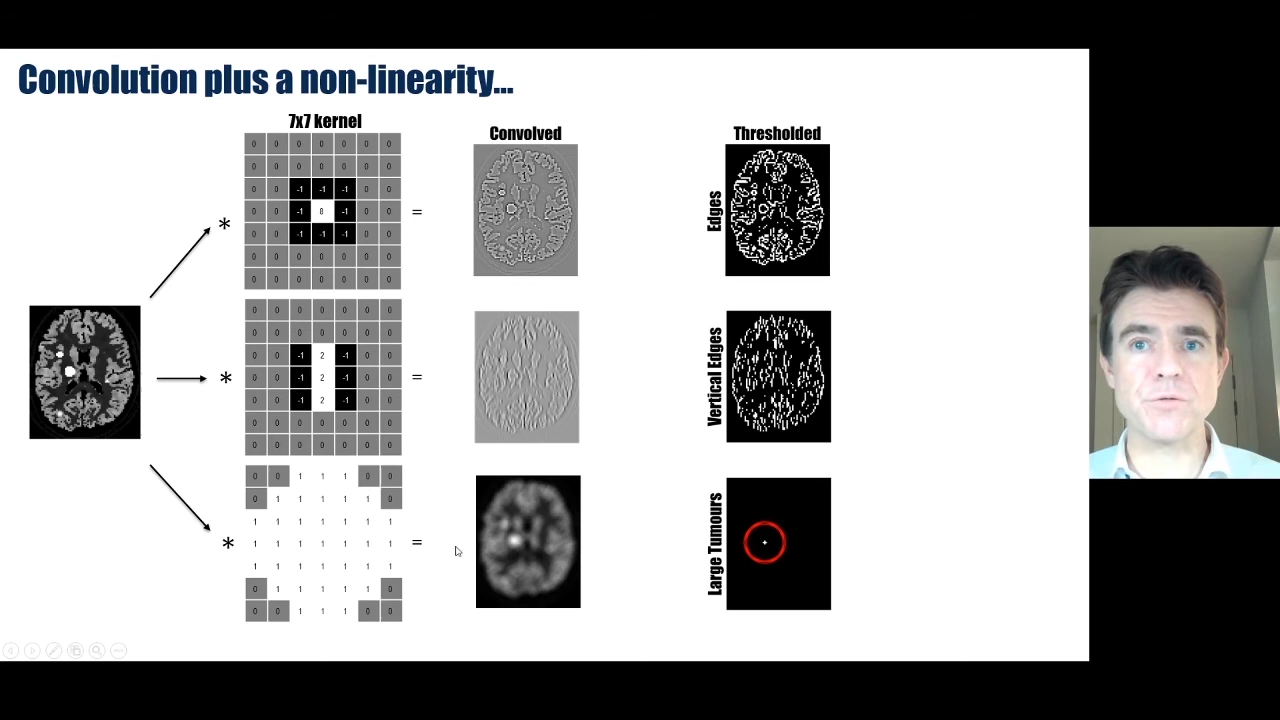 Convolution plus a non-linearity...
7x7 kernel
Convolved
Thresholded
0 0 0 0 0 0 0
0 0 0 0 0 0 0
0 0 -1 -1 -1 0 0
* 0 0 -1 8 -1 0 0 =
0 0 -1 -1 -1 0 0
0 0 0 0 0 0 0
0 0 0 0 0 0 0
Edges
0 0 0 0 0 0 0
0 0 0 0 0 0 0
0 0 -1 2 -1 0 0
* 0 0 -1 2 -1 0 0 =
0 0 -1 2 -1 0 0
0 0 0 0 0 0 0
0 0 0 0 0 0 0
Vertical Edges
0 0 1 1 1 0 0
0 1 1 1 1 1 0
1 1 1 1 1 1 1
* 1 1 1 1 1 1 1 =
1 1 1 1 1 1 1
0 1 1 1 1 1 0
0 0 1 1 1 0 0
Large Tumours